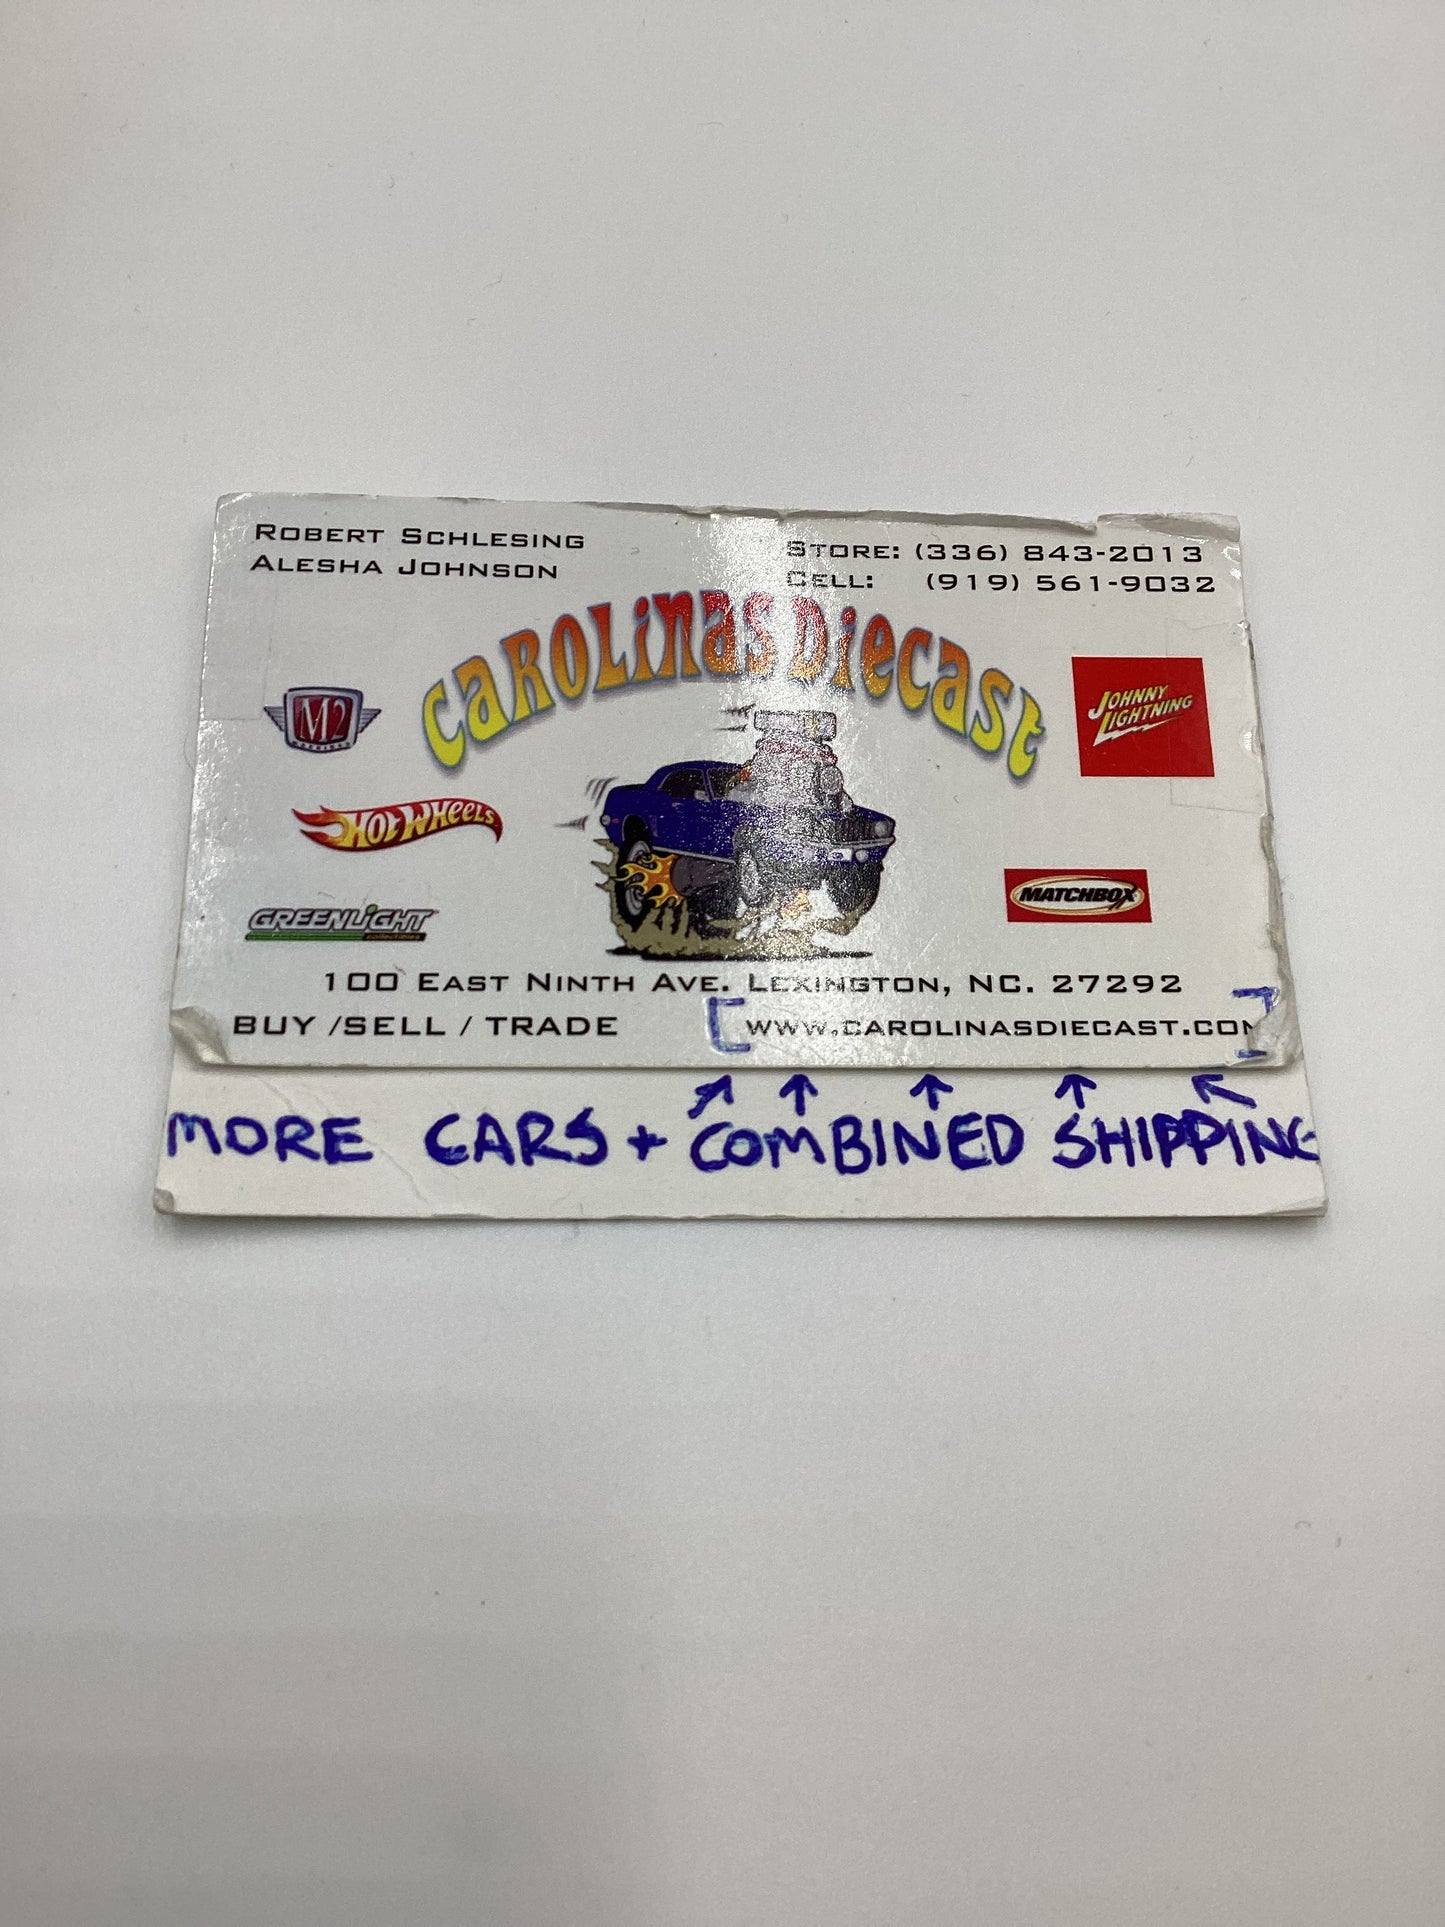 ROBERT SCHLESING
ALESHA JOHNSON
STORE: (336) 843-2013
CELL: (919) 561-9032
CAROLINAS DIECAST
M2
MACHINES
JOHNNY LIGHTNING
HOT WHEELS
MATCHBOX
GREENLIGHT
collectibles
100 EAST NINTH AVE. LEXINGTON, NC. 27292
BUY /SELL / TRADE [ WWW.CAROLINASDIECAST.COM ]
MORE CARS + COMBINED SHIPPING